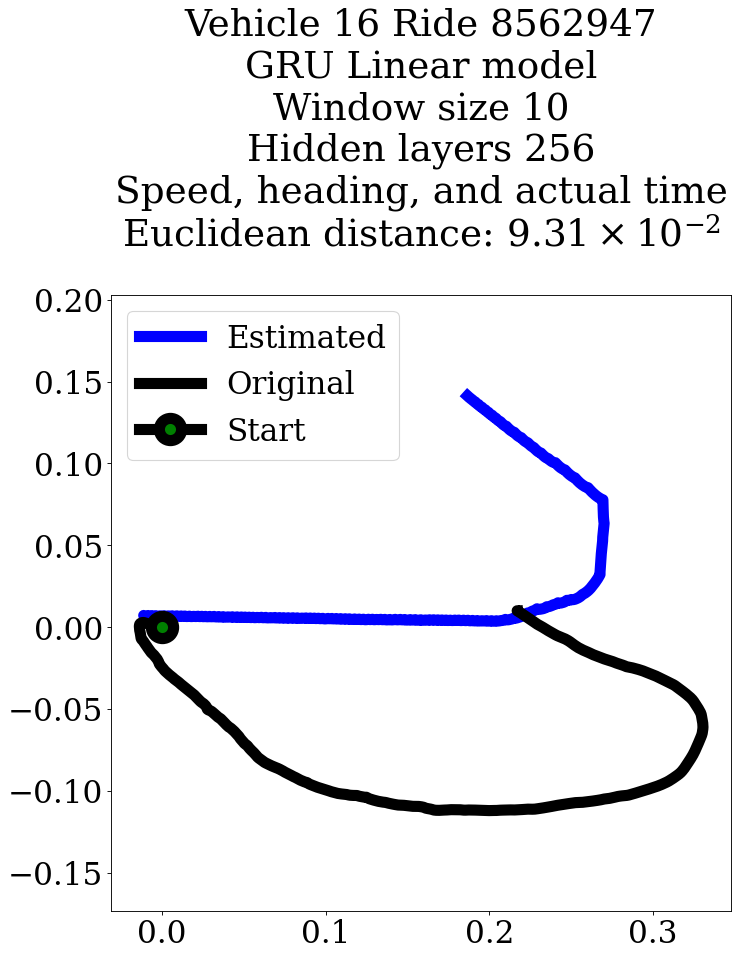 Vehicle 16 Ride 8562947
GRU Linear model
Window size 10
Hidden layers 256
Speed, heading, and actual time
Euclidean distance: 9.31 × 10⁻²
Estimated
Original
Start
0.20
0.15
0.10
0.05
0.00
−0.05
−0.10
−0.15
0.0 0.1 0.2 0.3